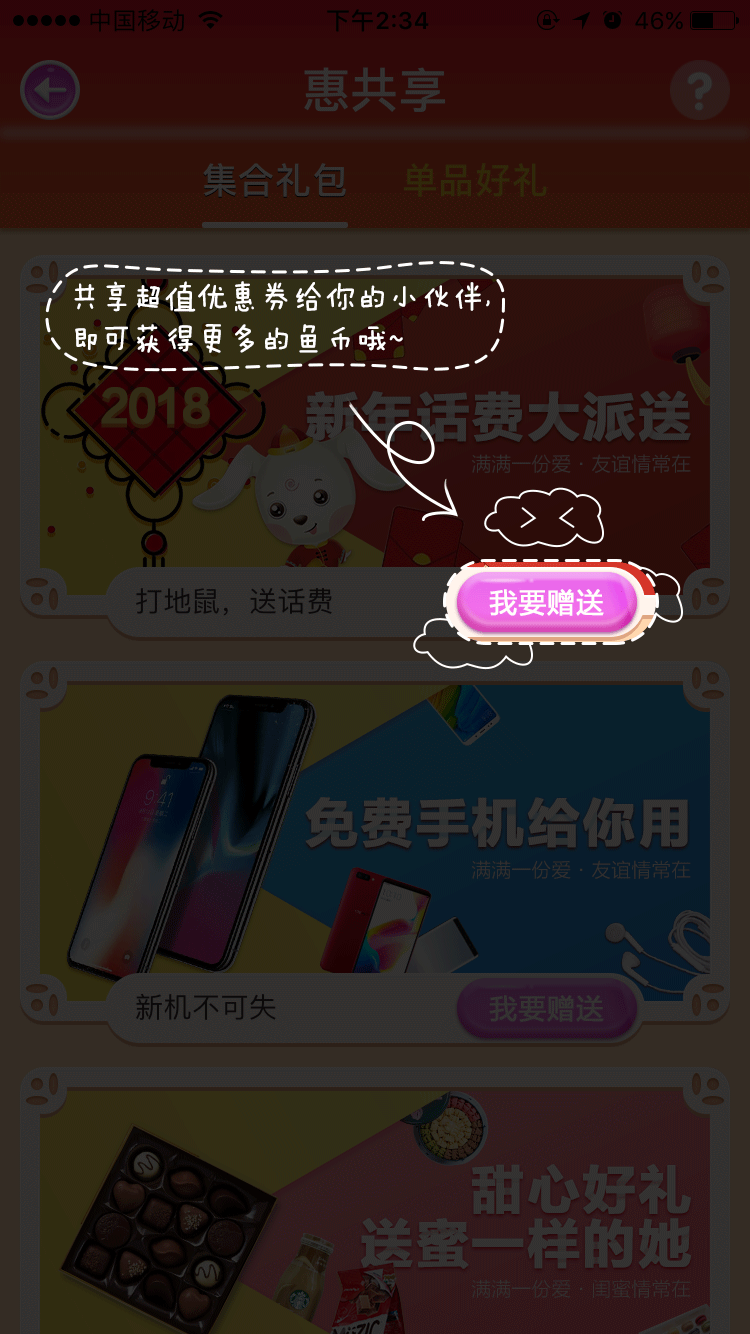 中国移动 下午2:34 46%
惠共享
?
集合礼包 单品好礼
共享超值优惠券给你的小伙伴,
即可获得更多的鱼币哦~
2018
新年话费大派送
满满一份爱·友谊情常在
打地鼠，送话费
我要赠送
9:41
免费手机给你用
满满一份爱·友谊情常在
新机不可失
我要赠送
甜心好礼
送蜜一样的她
满满一份爱·闺蜜情常在